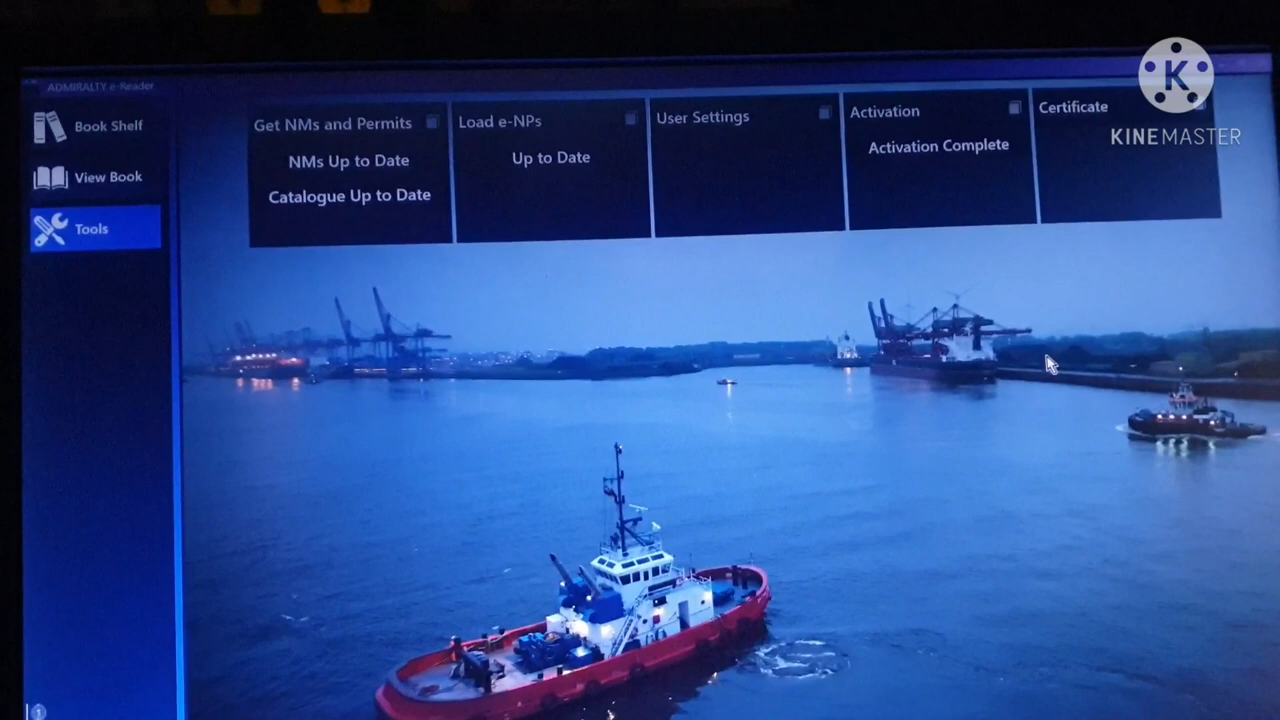 ADMIRALTY e-Reader
Book Shelf
View Book
Tools
Get NMs and Permits
NMs Up to Date
Catalogue Up to Date
Load e-NPs
Up to Date
User Settings
Activation
Activation Complete
Certificate
K
KINEMASTER
1